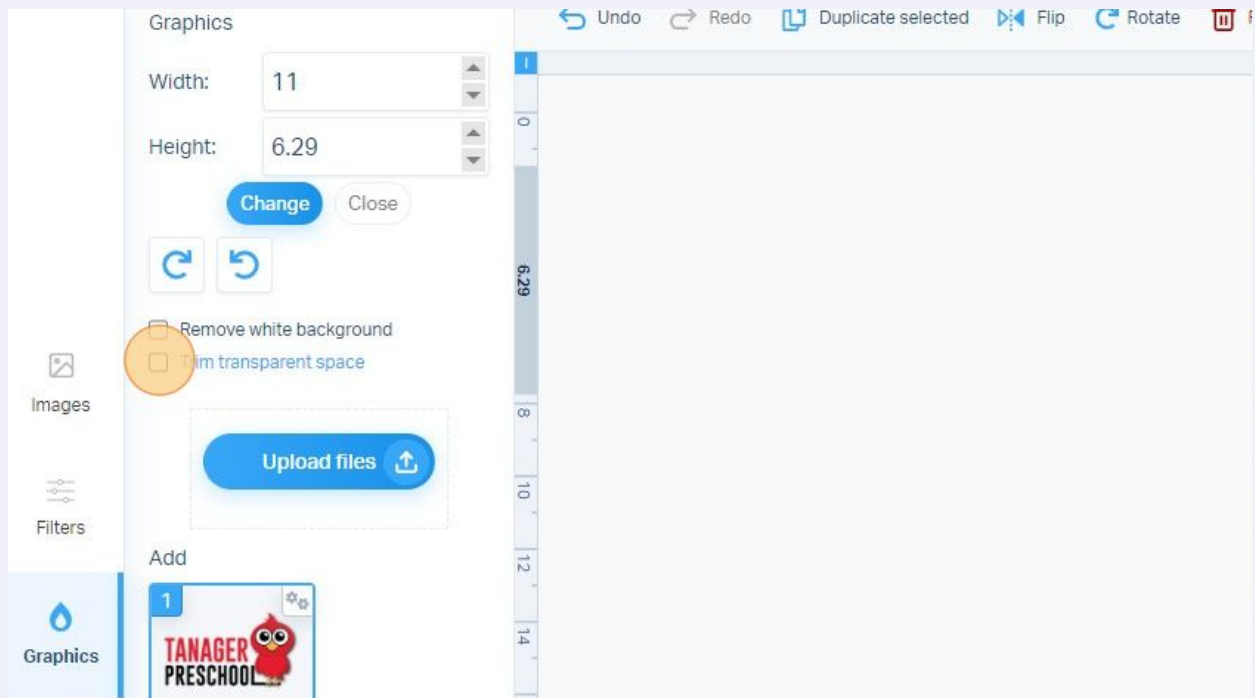 Graphics
Undo Redo Duplicate selected Flip Rotate
Width: 11
Height: 6.29
Change Close
Remove white background
Trim transparent space
Images
Upload files
Filters
Add
1
TANAGER
PRESCHOOL
Graphics
0
6.29
8
10
12
14